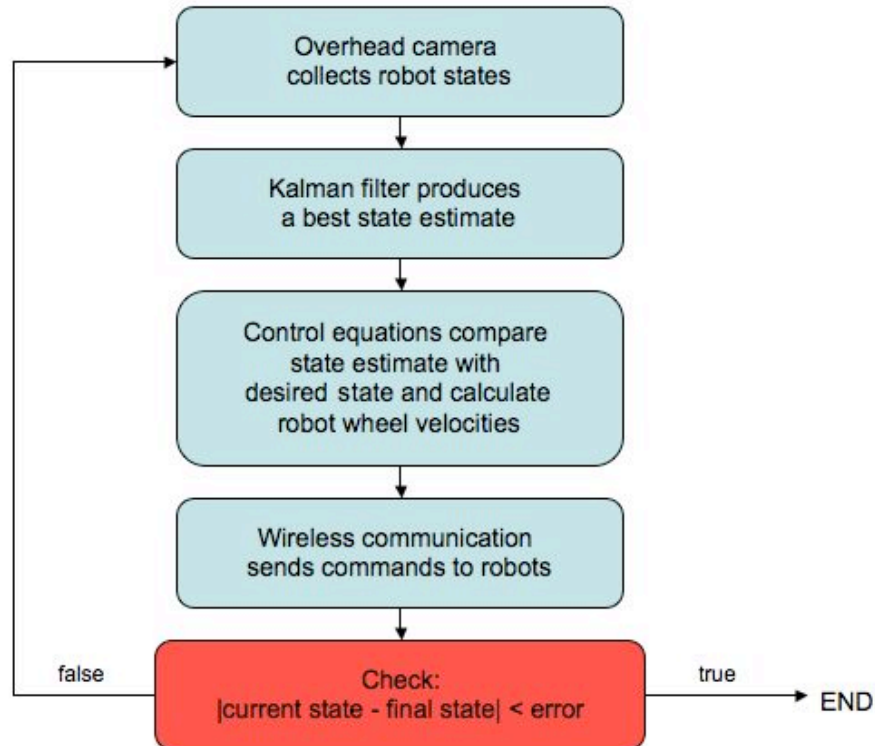 Overhead camera
collects robot states
Kalman filter produces
a best state estimate
Control equations compare
state estimate with
desired state and calculate
robot wheel velocities
Wireless communication
sends commands to robots
false
Check:
|current state - final state| < error
true
END